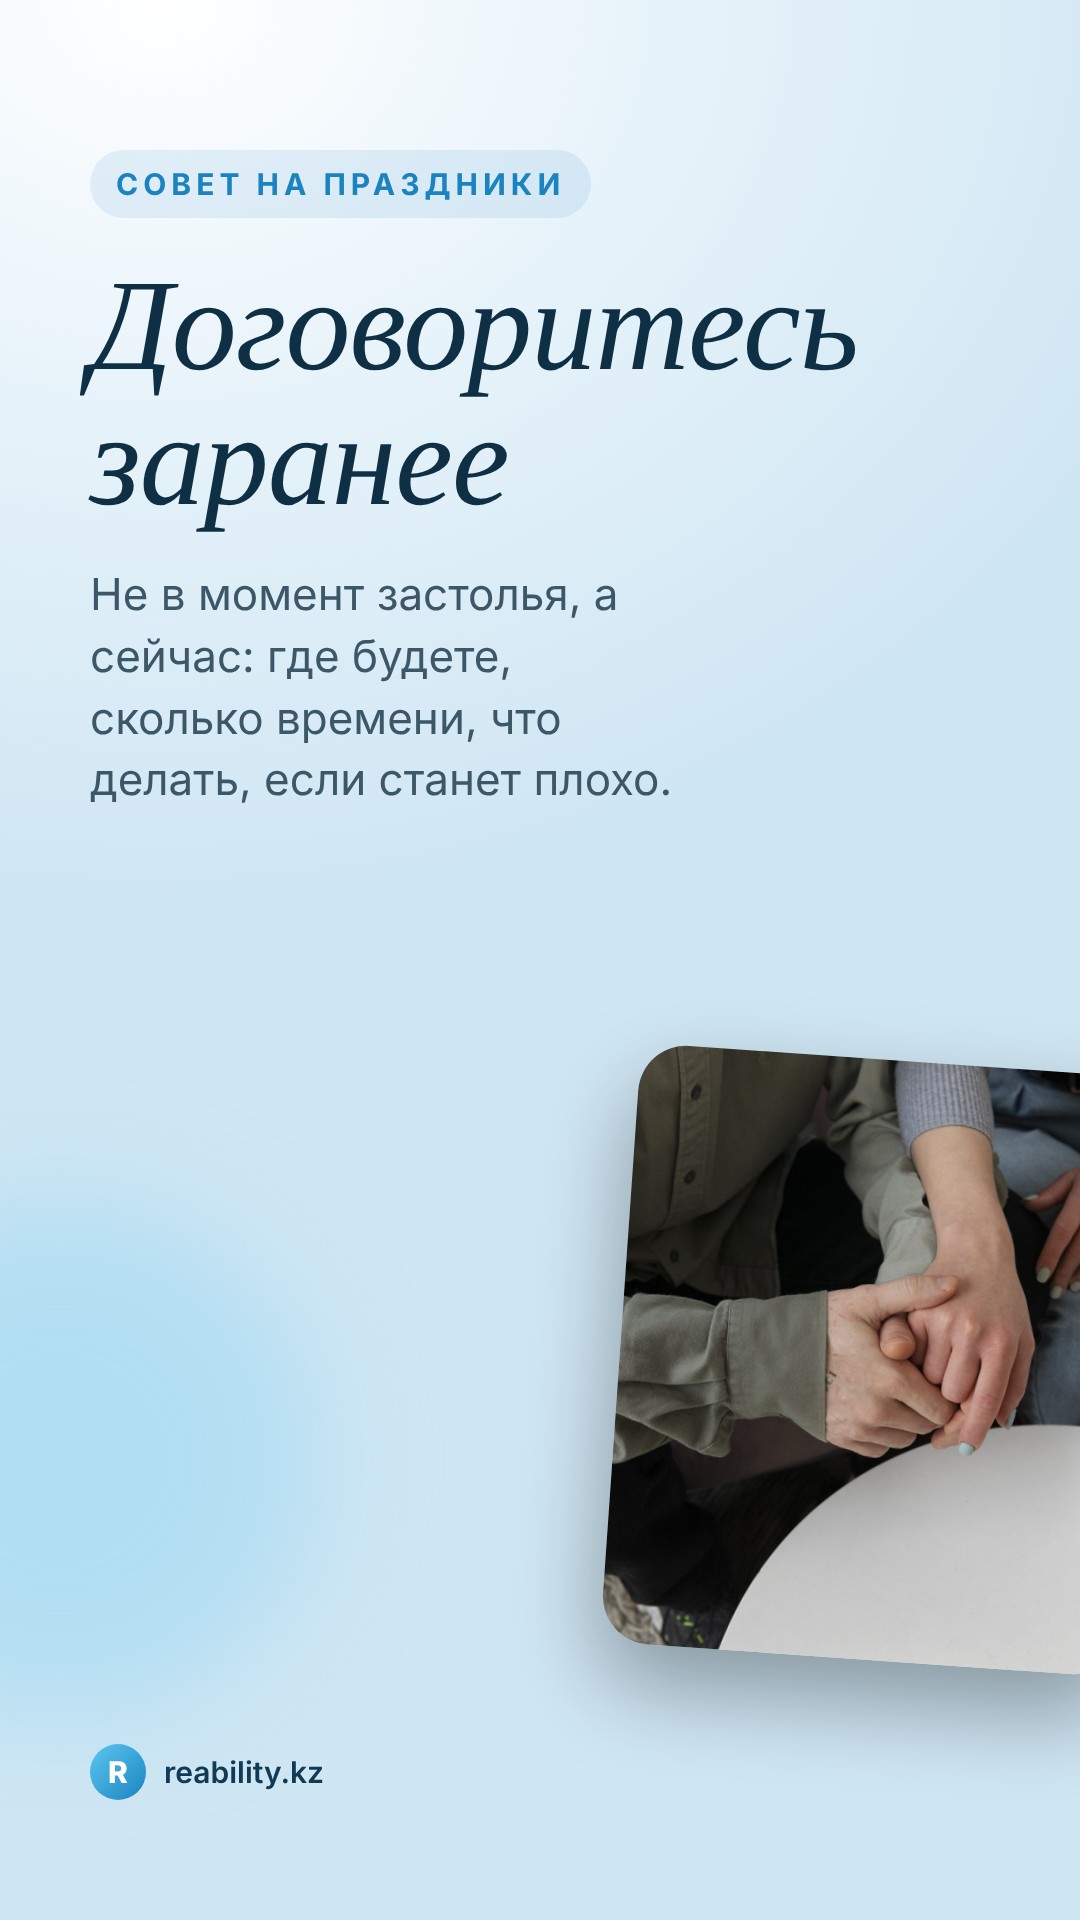 СОВЕТ НА ПРАЗДНИКИ
Договоритесь
заранее
Не в момент застолья, а
сейчас: где будете,
сколько времени, что
делать, если станет плохо.
R reability.kz